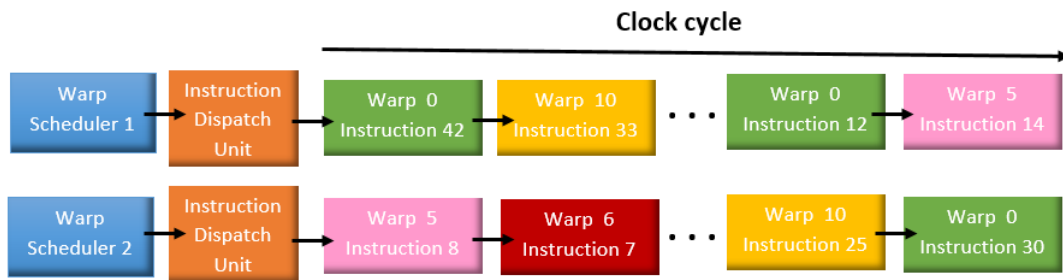 Clock cycle
Warp
Scheduler 1
Instruction
Dispatch
Unit
Warp 0
Instruction 42
Warp 10
Instruction 33
. . .
Warp 0
Instruction 12
Warp 5
Instruction 14
Warp
Scheduler 2
Instruction
Dispatch
Unit
Warp 5
Instruction 8
Warp 6
Instruction 7
. . .
Warp 10
Instruction 25
Warp 0
Instruction 30